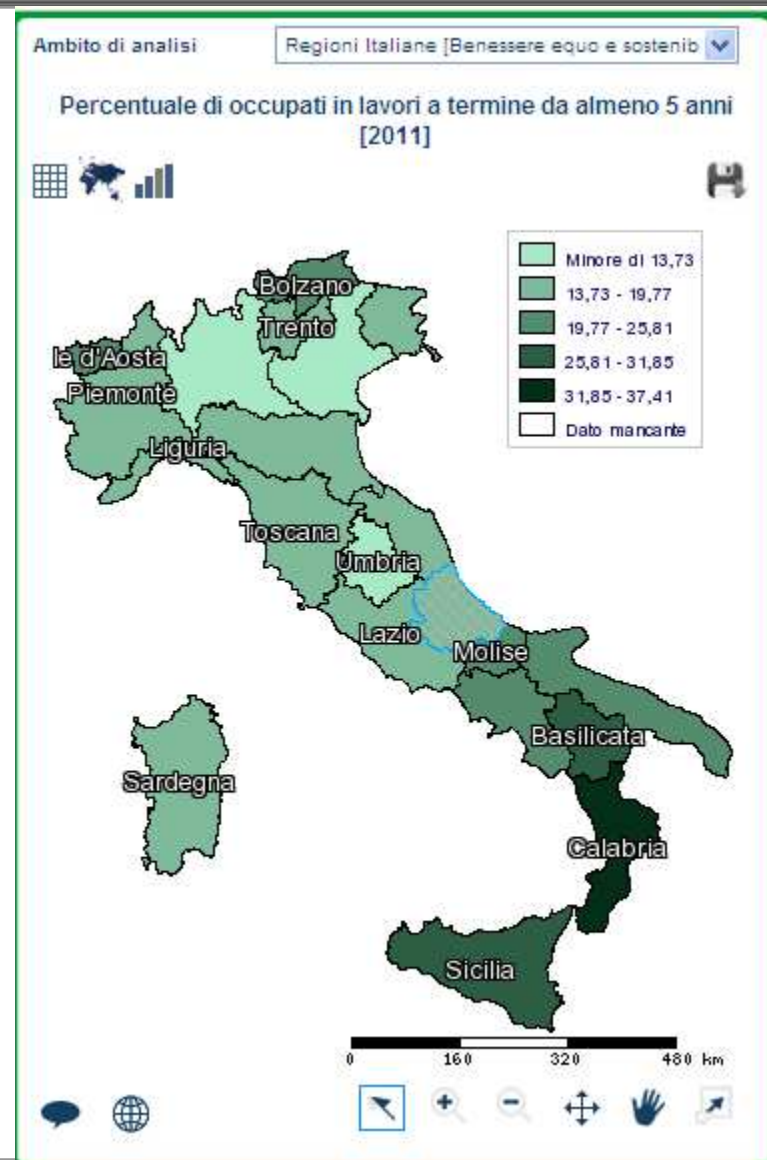 Ambito di analisi
Regioni Italiane [Benessere equo e sostenib
Percentuale di occupati in lavori a termine da almeno 5 anni
[2011]
Minore di 13,73
13,73 - 19,77
19,77 - 25,81
25,81 - 31,85
31,85 - 37,41
Dato mancante
Bolzano
Trento
le d'Aosta
Piemonte
Liguria
Toscana
Umbria
Lazio
Molise
Basilicata
Sardegna
Calabria
Sicilia
0 160 320 480 km